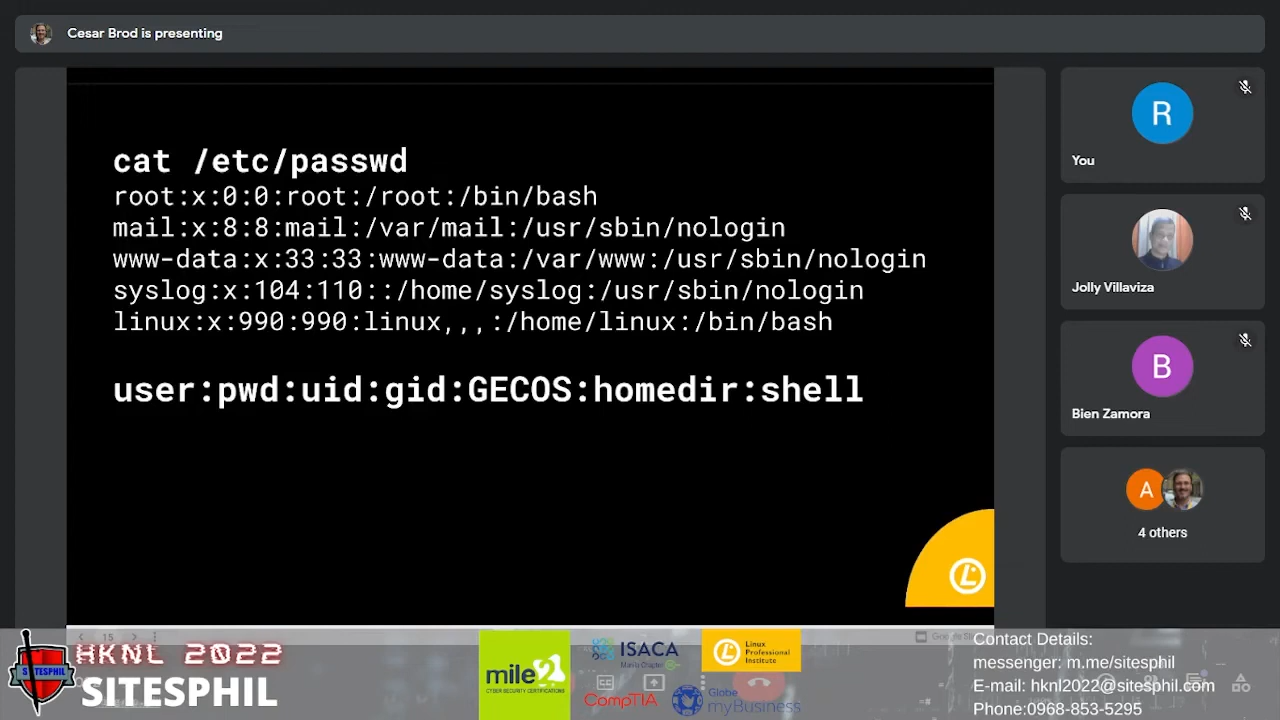 Cesar Brod is presenting
cat /etc/passwd
root:x:0:0:root:/root:/bin/bash
mail:x:8:8:mail:/var/mail:/usr/sbin/nologin
www-data:x:33:33:www-data:/var/www:/usr/sbin/nologin
syslog:x:104:110::/home/syslog:/usr/sbin/nologin
linux:x:990:990:linux,,,:/home/linux:/bin/bash
user:pwd:uid:gid:GECOS:homedir:shell
R
You
Jolly Villaviza
B
Bien Zamora
A
4 others
15
HKNL 2022
SITESPHIL
SITESPHIL
mile2
CYBER SECURITY CERTIFICATIONS
ISACA
Manila Chapter
CompTIA
Linux
Professional
Institute
Globe
myBusiness
Contact Details:
messenger: m.me/sitesphil
E-mail: hknl2022@sitesphil.com
Phone:0968-853-5295